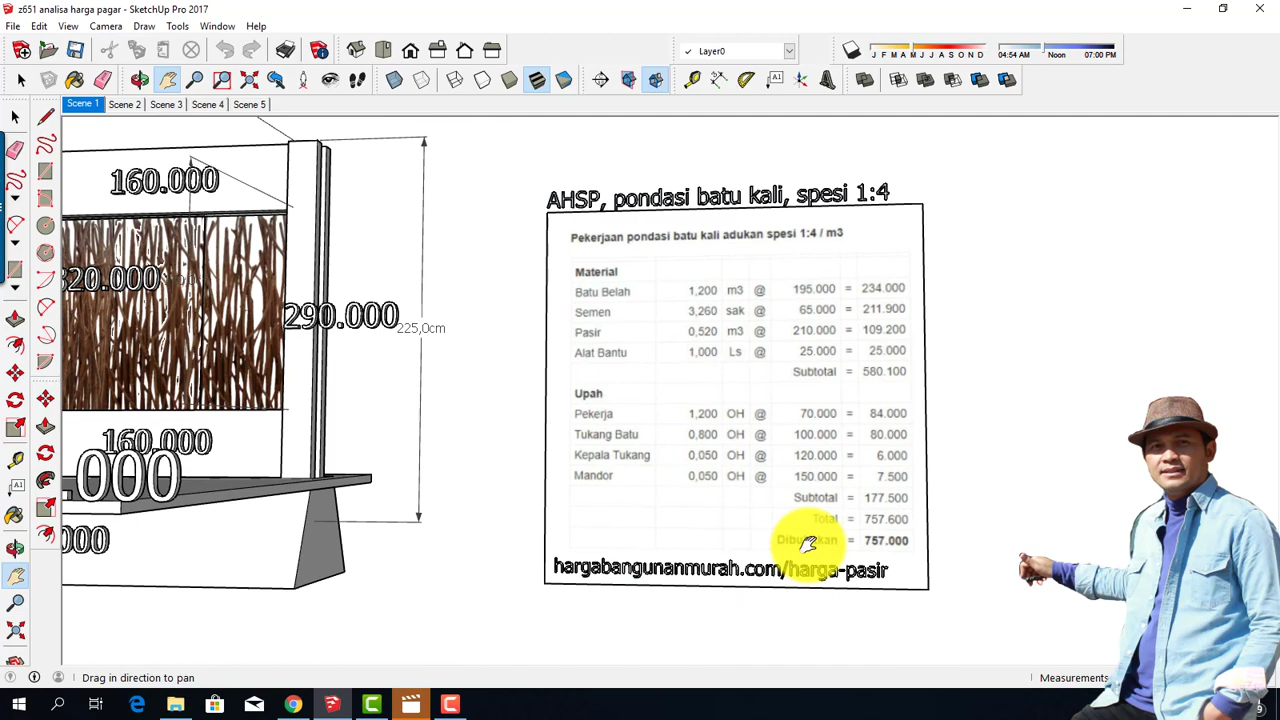 z651 analisa harga pagar - SketchUp Pro 2017
File Edit View Camera Draw Tools Window Help
Layer0
J F M A M J J A S O N D
04:54 AM Noon 07:00 PM
Scene 1 Scene 2 Scene 3 Scene 4 Scene 5
160.000
320.000
290.000
225,0cm
160.000
.000
000
AHSP, pondasi batu kali, spesi 1:4
Pekerjaan pondasi batu kali adukan spesi 1:4 / m3
Material
Batu Belah 1,200 m3 @ 195.000 = 234.000
Semen 3,260 sak @ 65.000 = 211.900
Pasir 0,520 m3 @ 210.000 = 109.200
Alat Bantu 1,000 Ls @ 25.000 = 25.000
Subtotal = 580.100
Upah
Pekerja 1,200 OH @ 70.000 = 84.000
Tukang Batu 0,800 OH @ 100.000 = 80.000
Kepala Tukang 0,050 OH @ 120.000 = 6.000
Mandor 0,050 OH @ 150.000 = 7.500
Subtotal = 177.500
Total = 757.600
Dibulatkan = 757.000
hargabangunanmurah.com/harga-pasir
Drag in direction to pan
Measurements